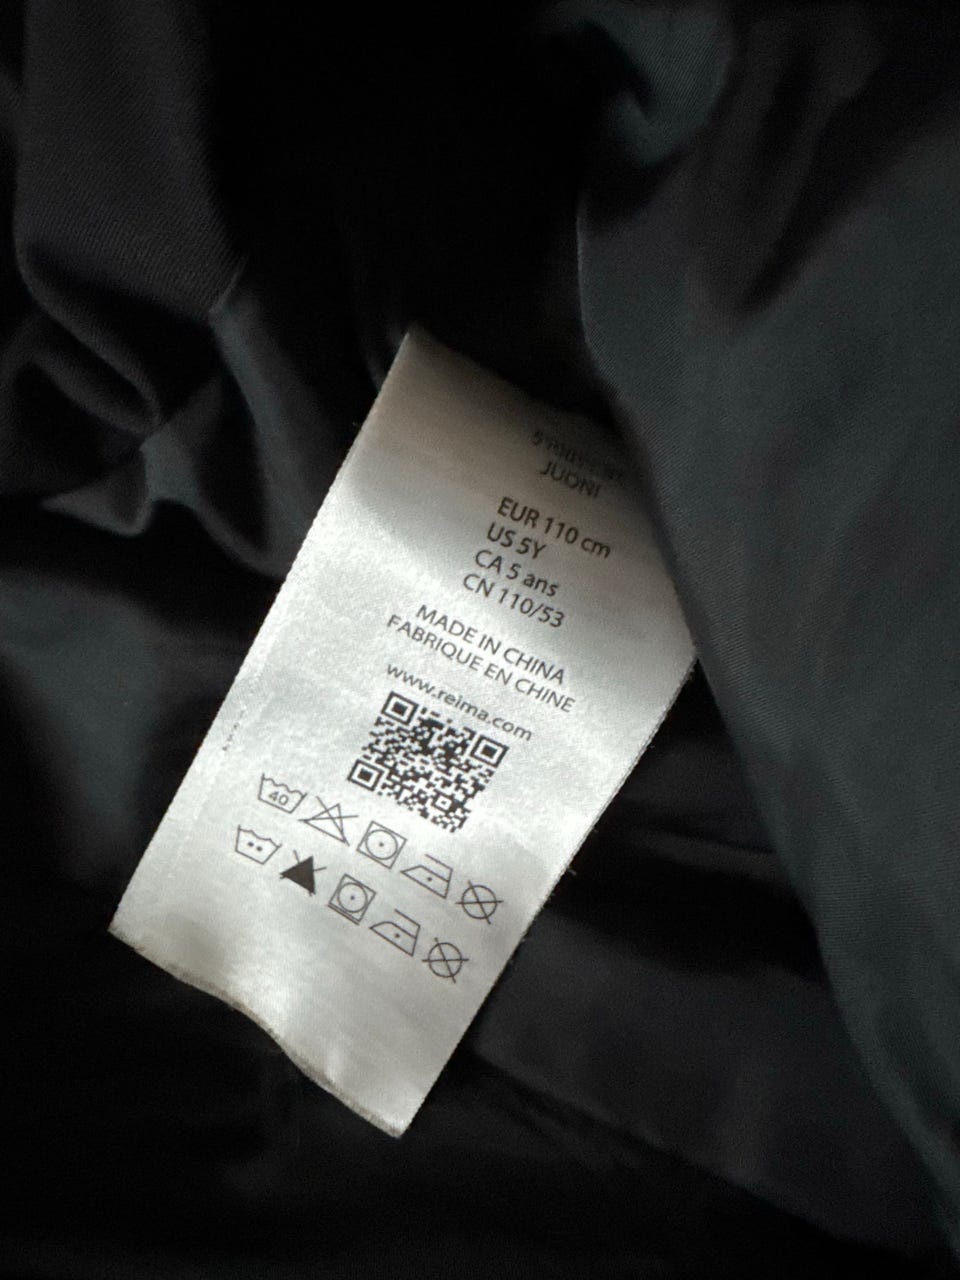 JUONI
EUR 110 cm
US 5Y
CA 5 ans
CN 110/53
MADE IN CHINA
FABRIQUE EN CHINE
www.reima.com
40